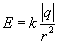 E = k |q| / r²